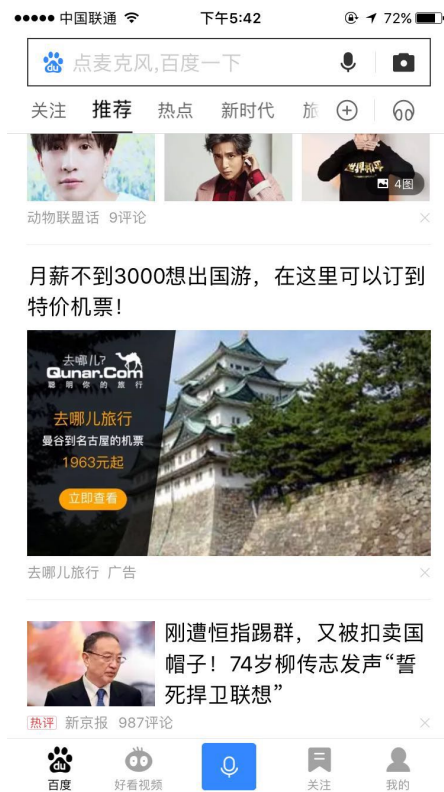 中国联通
下午5:42
72%
du
点麦克风,百度一下
关注 推荐 热点 新时代 旅
4图
动物联盟话 9评论
月薪不到3000想出国游，在这里可以订到
特价机票！
去哪儿?
Qunar.Com
聪明你的旅行
去哪儿旅行
曼谷到名古屋的机票
1963元起
立即查看
去哪儿旅行 广告
刚遭恒指踢群，又被扣卖国
帽子！74岁柳传志发声“誓
死捍卫联想”
热评 新京报 987评论
du
百度 好看视频 关注 我的